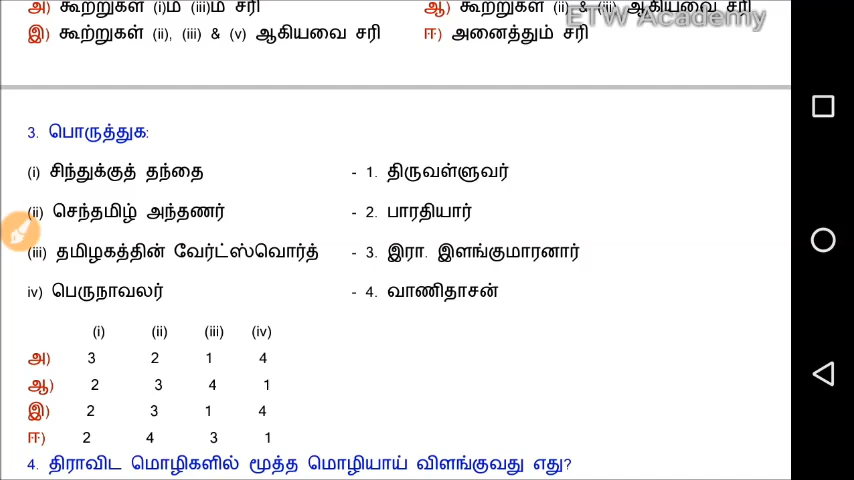 அ) கூற்றுகள் (i)ம் (iii)ம் சரி ஆ) கூற்றுகள் (ii) & (iii) ஆகியவை சரி
ETW Academy
இ) கூற்றுகள் (ii), (iii) & (v) ஆகியவை சரி ஈ) அனைத்தும் சரி
3. பொருத்துக:
(i) சிந்துக்குத் தந்தை - 1. திருவள்ளுவர்
(ii) செந்தமிழ் அந்தணர் - 2. பாரதியார்
(iii) தமிழகத்தின் வேர்ட்ஸ்வொர்த் - 3. இரா. இளங்குமாரனார்
iv) பெருநாவலர் - 4. வாணிதாசன்
(i) (ii) (iii) (iv)
அ) 3 2 1 4
ஆ) 2 3 4 1
இ) 2 3 1 4
ஈ) 2 4 3 1
4. திராவிட மொழிகளில் மூத்த மொழியாய் விளங்குவது எது?